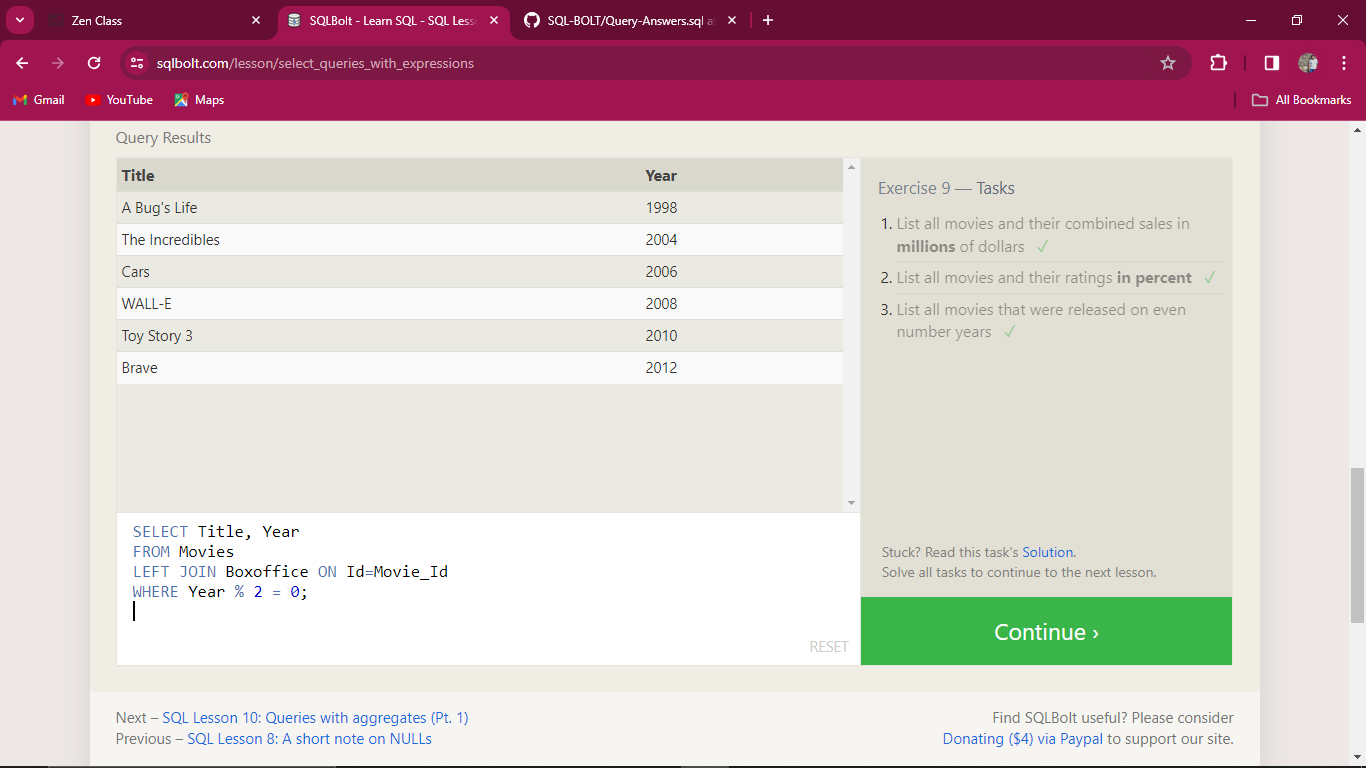 Zen Class
SQLBolt - Learn SQL - SQL Less
SQL-BOLT/Query-Answers.sql a
sqlbolt.com/lesson/select_queries_with_expressions
Gmail
YouTube
Maps
All Bookmarks
Query Results
Title Year
A Bug's Life 1998
The Incredibles 2004
Cars 2006
WALL-E 2008
Toy Story 3 2010
Brave 2012
Exercise 9 — Tasks
1. List all movies and their combined sales in
millions of dollars ✓
2. List all movies and their ratings in percent ✓
3. List all movies that were released on even
number years ✓
Stuck? Read this task's Solution.
Solve all tasks to continue to the next lesson.
Continue ›
SELECT Title, Year
FROM Movies
LEFT JOIN Boxoffice ON Id=Movie_Id
WHERE Year % 2 = 0;
RESET
Next – SQL Lesson 10: Queries with aggregates (Pt. 1)
Previous – SQL Lesson 8: A short note on NULLs
Find SQLBolt useful? Please consider
Donating ($4) via Paypal to support our site.